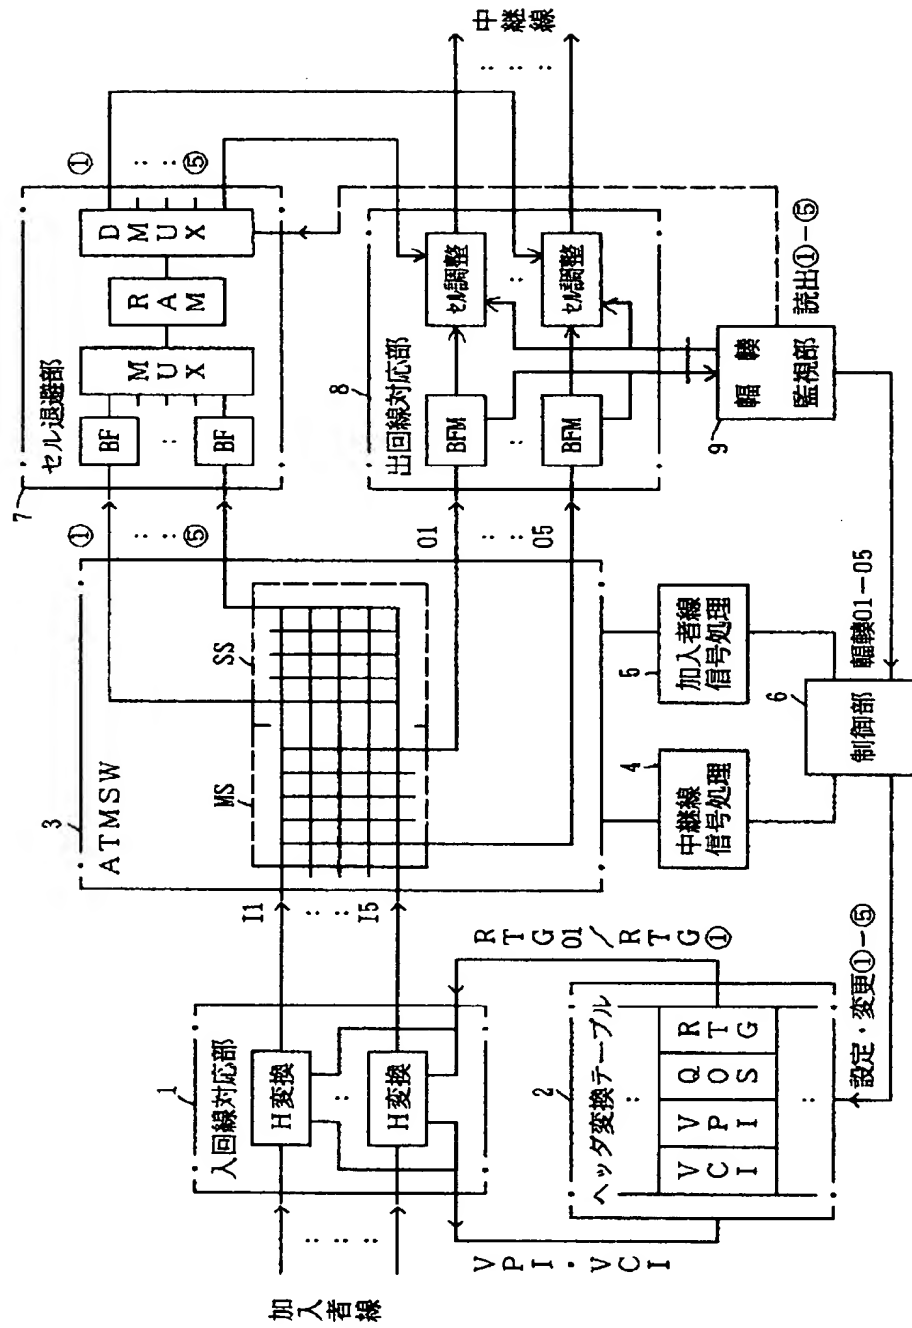 加入者線
入回線対応部
1
H変換
H変換
VPI・VCI
ヘッダ変換テーブル
2
VCI
VPI
QOS
RTG
RTG01/RTG①
設定・変更①-⑤
I1
I5
3
ATMSW
MS
SS
4
中継線
信号処理
5
加入者線
信号処理
6
制御部
輻輳01-05
①
⑤
01
05
7
セル退避部
BF
BF
MUX
RAM
DMUX
①
⑤
8
出回線対応部
BFM
BFM
セル調整
セル調整
9
輻輳
監視部
読出①-⑤
中継線